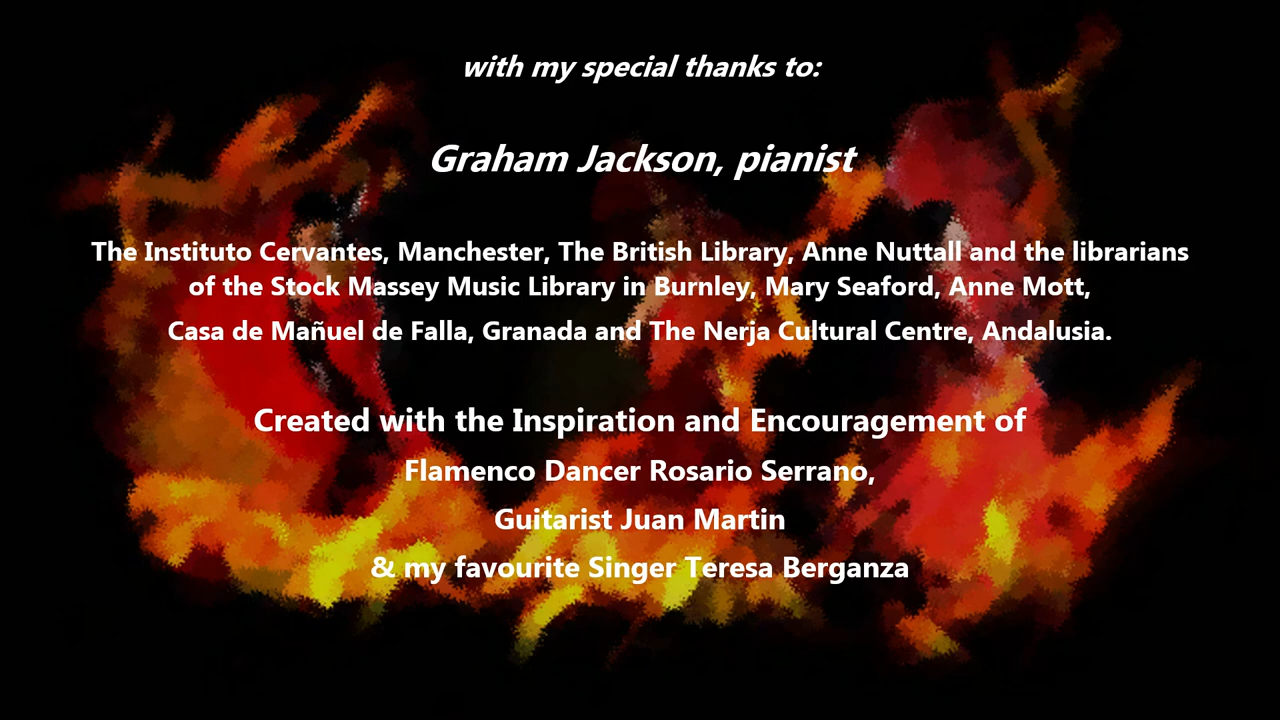 with my special thanks to:
Graham Jackson, pianist
The Instituto Cervantes, Manchester, The British Library, Anne Nuttall and the librarians
of the Stock Massey Music Library in Burnley, Mary Seaford, Anne Mott,
Casa de Mañuel de Falla, Granada and The Nerja Cultural Centre, Andalusia.
Created with the Inspiration and Encouragement of
Flamenco Dancer Rosario Serrano,
Guitarist Juan Martin
& my favourite Singer Teresa Berganza